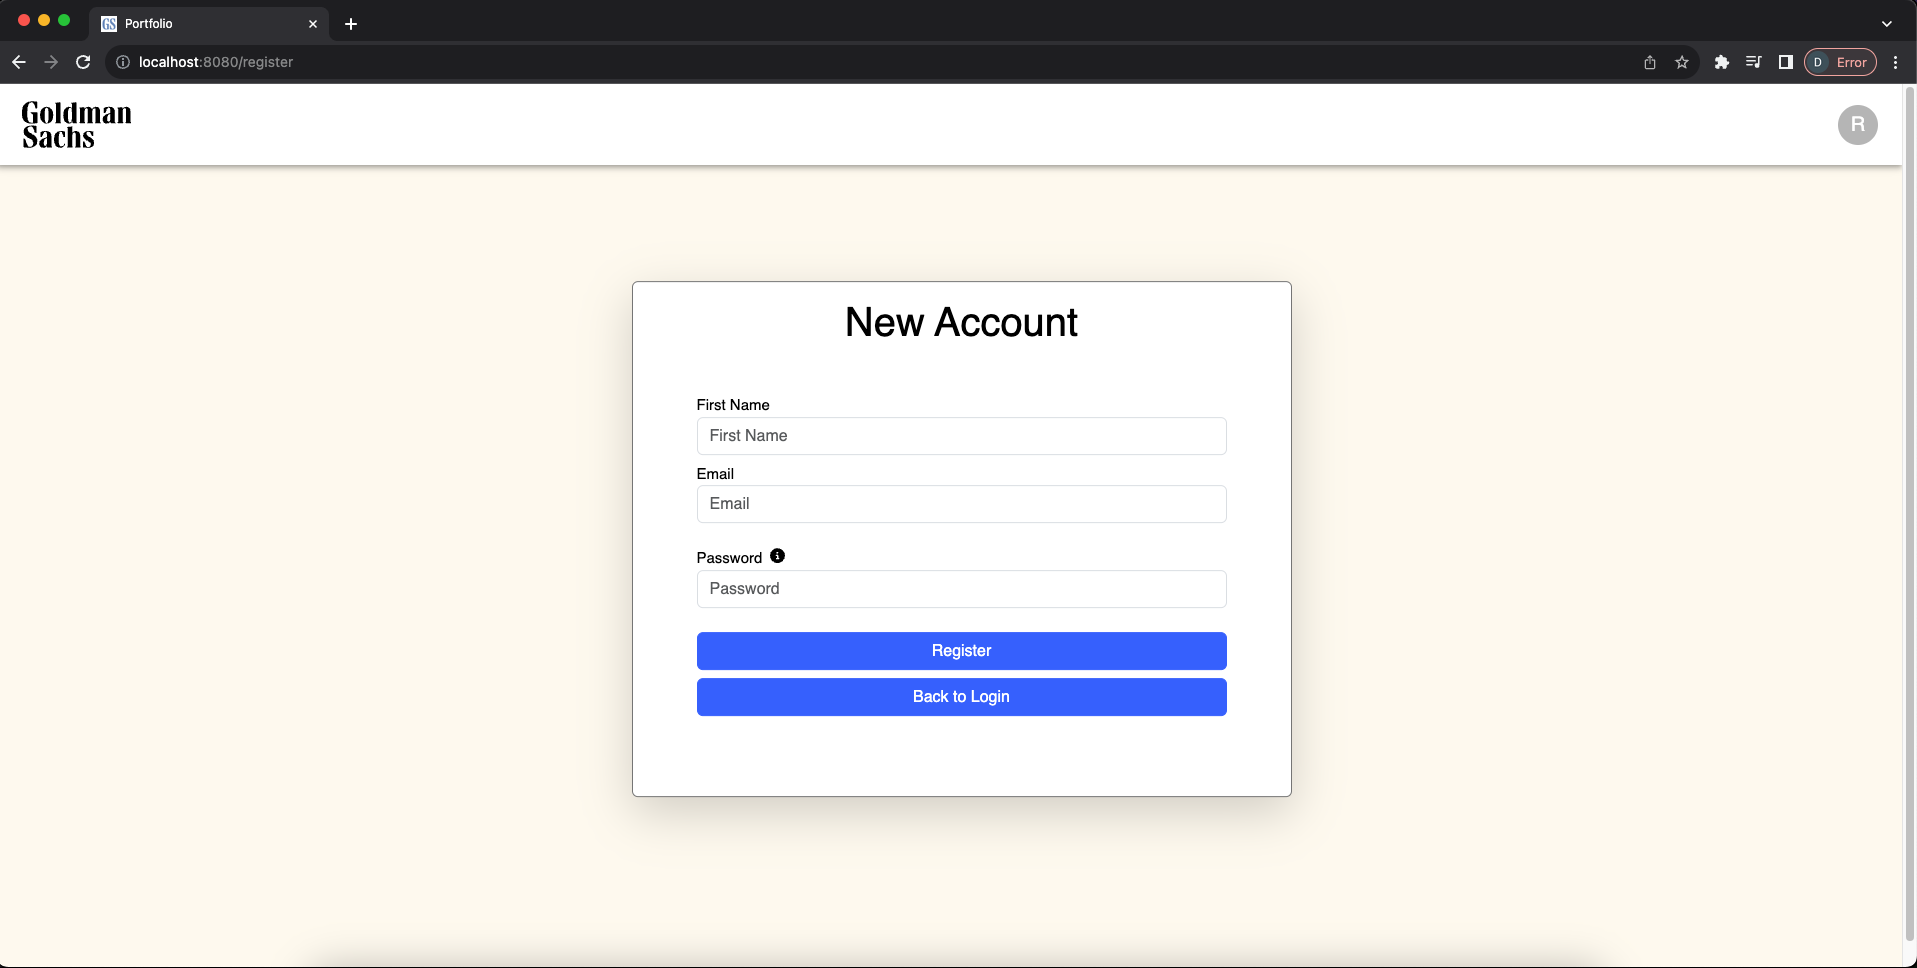 GS Portfolio
localhost:8080/register
D Error
Goldman
Sachs
R
New Account
First Name
First Name
Email
Email
Password
Password
Register
Back to Login